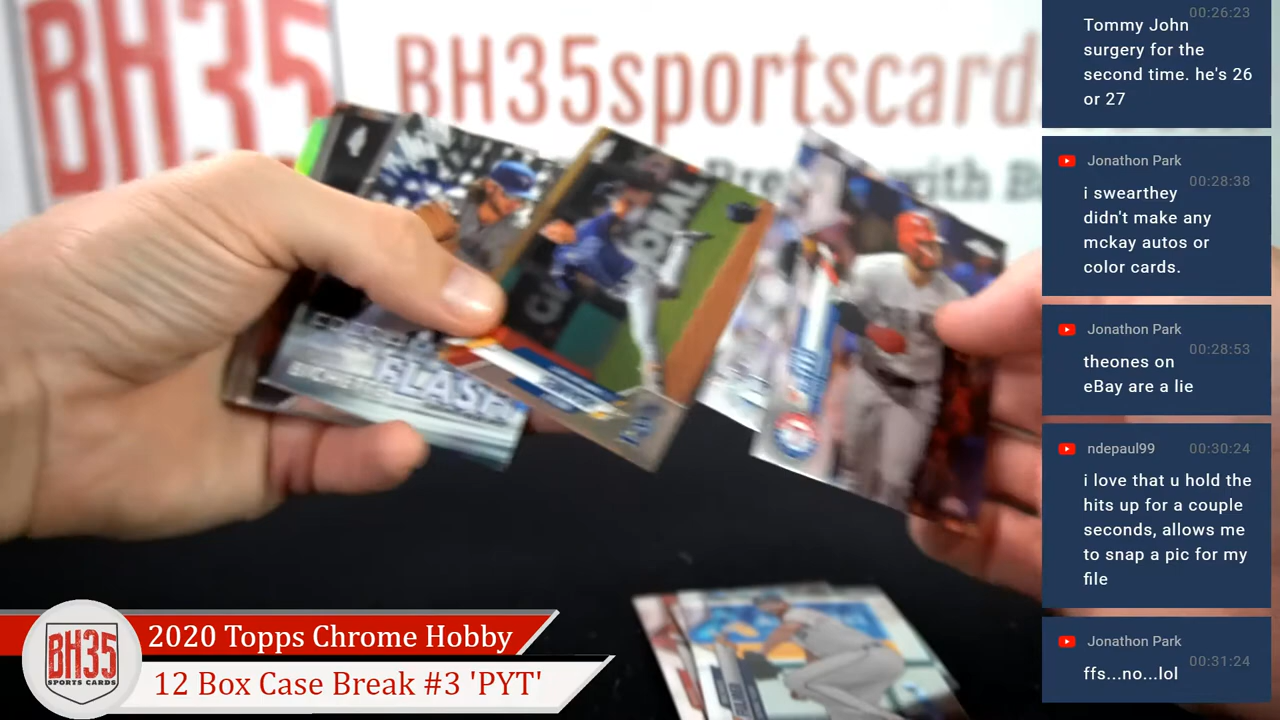 BH35
BH35sportscards
with
FLASH
2020 Topps Chrome Hobby
12 Box Case Break #3 'PYT'
BH35
SPORTS CARDS
00:26:23
Tommy John
surgery for the
second time. he's 26
or 27
Jonathon Park
00:28:38
i swearthey
didn't make any
mckay autos or
color cards.
Jonathon Park
00:28:53
theones on
eBay are a lie
ndepaul99 00:30:24
i love that u hold the
hits up for a couple
seconds, allows me
to snap a pic for my
file
Jonathon Park
00:31:24
ffs...no...lol